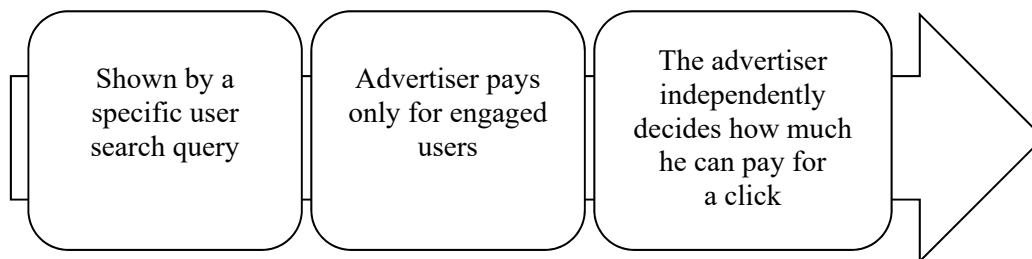 Shown by a
specific user
search query
Advertiser pays
only for engaged
users
The advertiser
independently
decides how much
he can pay for
a click